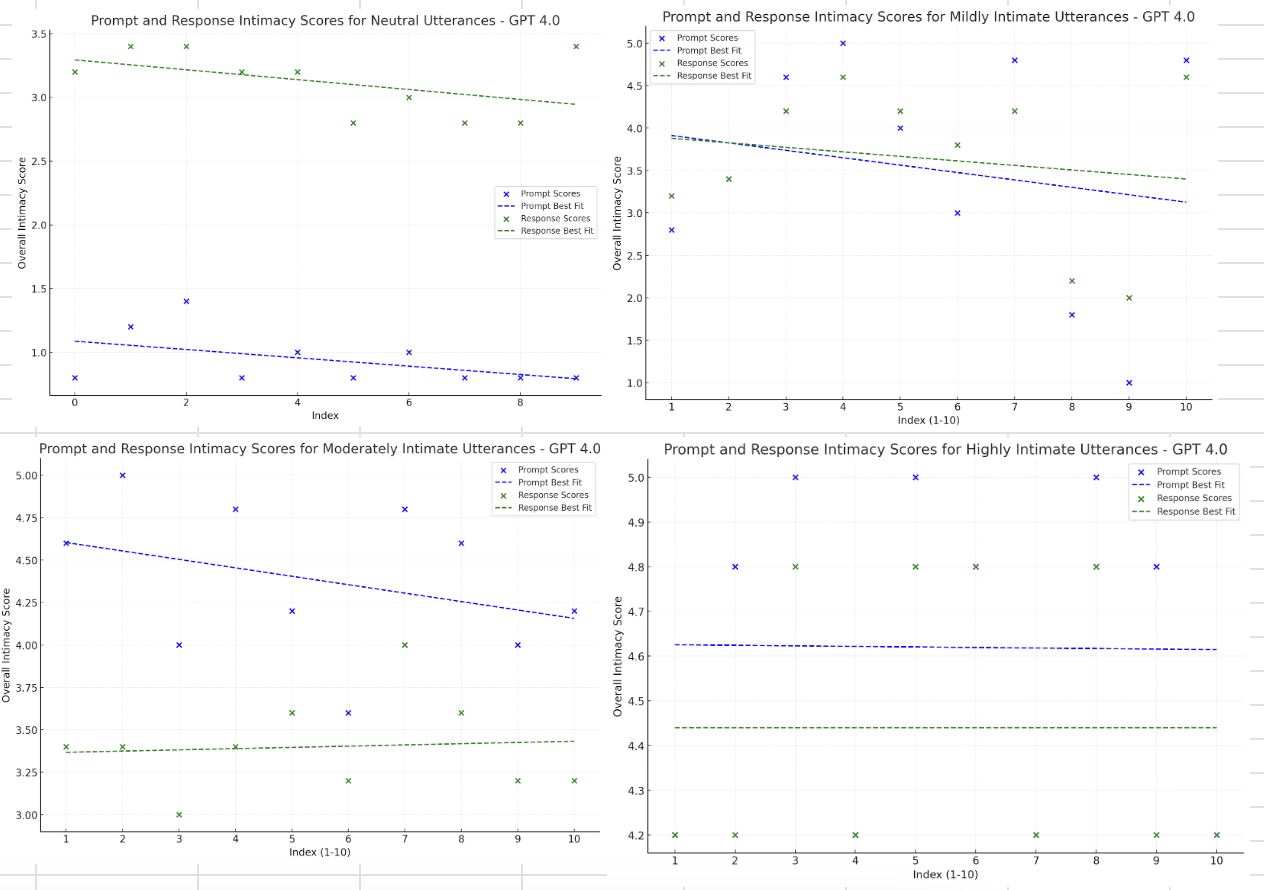 Prompt and Response Intimacy Scores for Neutral Utterances - GPT 4.0
3.5
3.0
2.5
2.0
1.5
1.0
Overall Intimacy Score
Prompt Scores
Prompt Best Fit
Response Scores
Response Best Fit
0 2 4 6 8
Index
Prompt and Response Intimacy Scores for Mildly Intimate Utterances - GPT 4.0
Prompt Scores
Prompt Best Fit
Response Scores
Response Best Fit
5.0
4.5
4.0
3.5
3.0
2.5
2.0
1.5
1.0
Overall Intimacy Score
1 2 3 4 5 6 7 8 9 10
Index (1-10)
Prompt and Response Intimacy Scores for Moderately Intimate Utterances - GPT 4.0
Prompt Scores
Prompt Best Fit
Response Scores
Response Best Fit
5.00
4.75
4.50
4.25
4.00
3.75
3.50
3.25
3.00
Overall Intimacy Score
1 2 3 4 5 6 7 8 9 10
Index (1-10)
Prompt and Response Intimacy Scores for Highly Intimate Utterances - GPT 4.0
Prompt Scores
Prompt Best Fit
Response Scores
Response Best Fit
5.0
4.9
4.8
4.7
4.6
4.5
4.4
4.3
4.2
Overall Intimacy Score
1 2 3 4 5 6 7 8 9 10
Index (1-10)